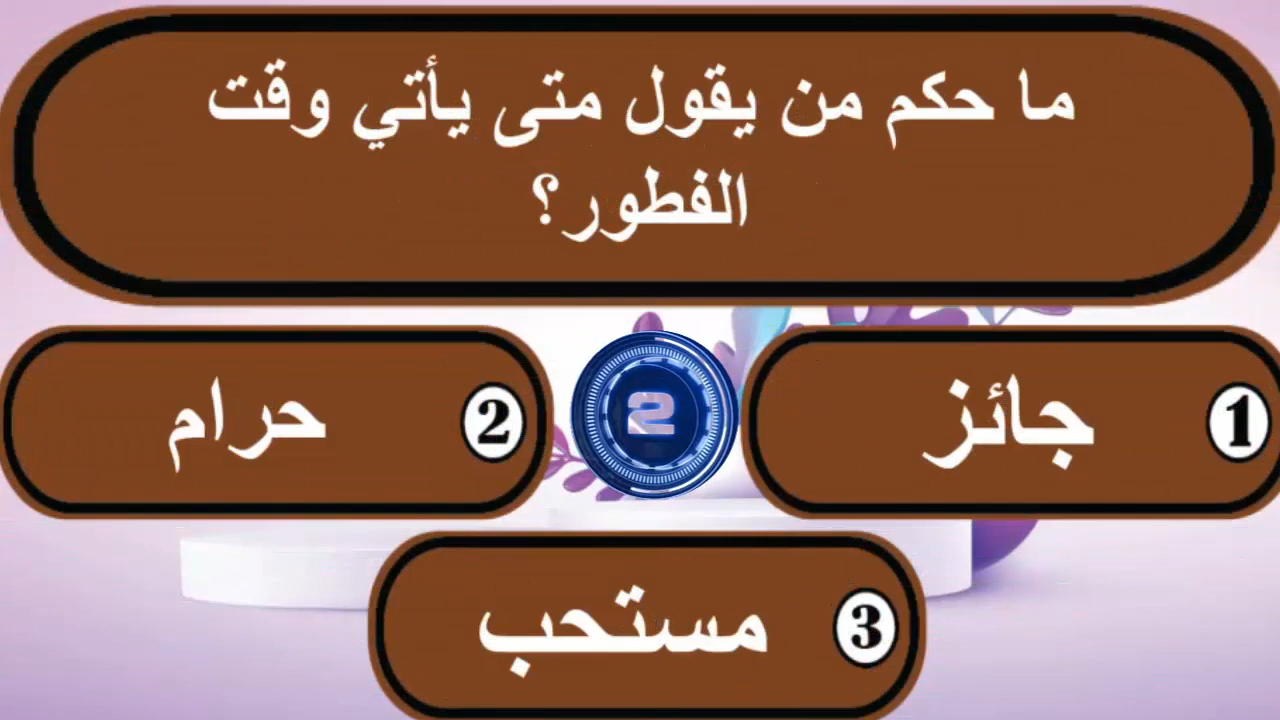 ما حكم من يقول متى يأتي وقت
الفطور؟
1 جائز
2
2 حرام
3 مستحب